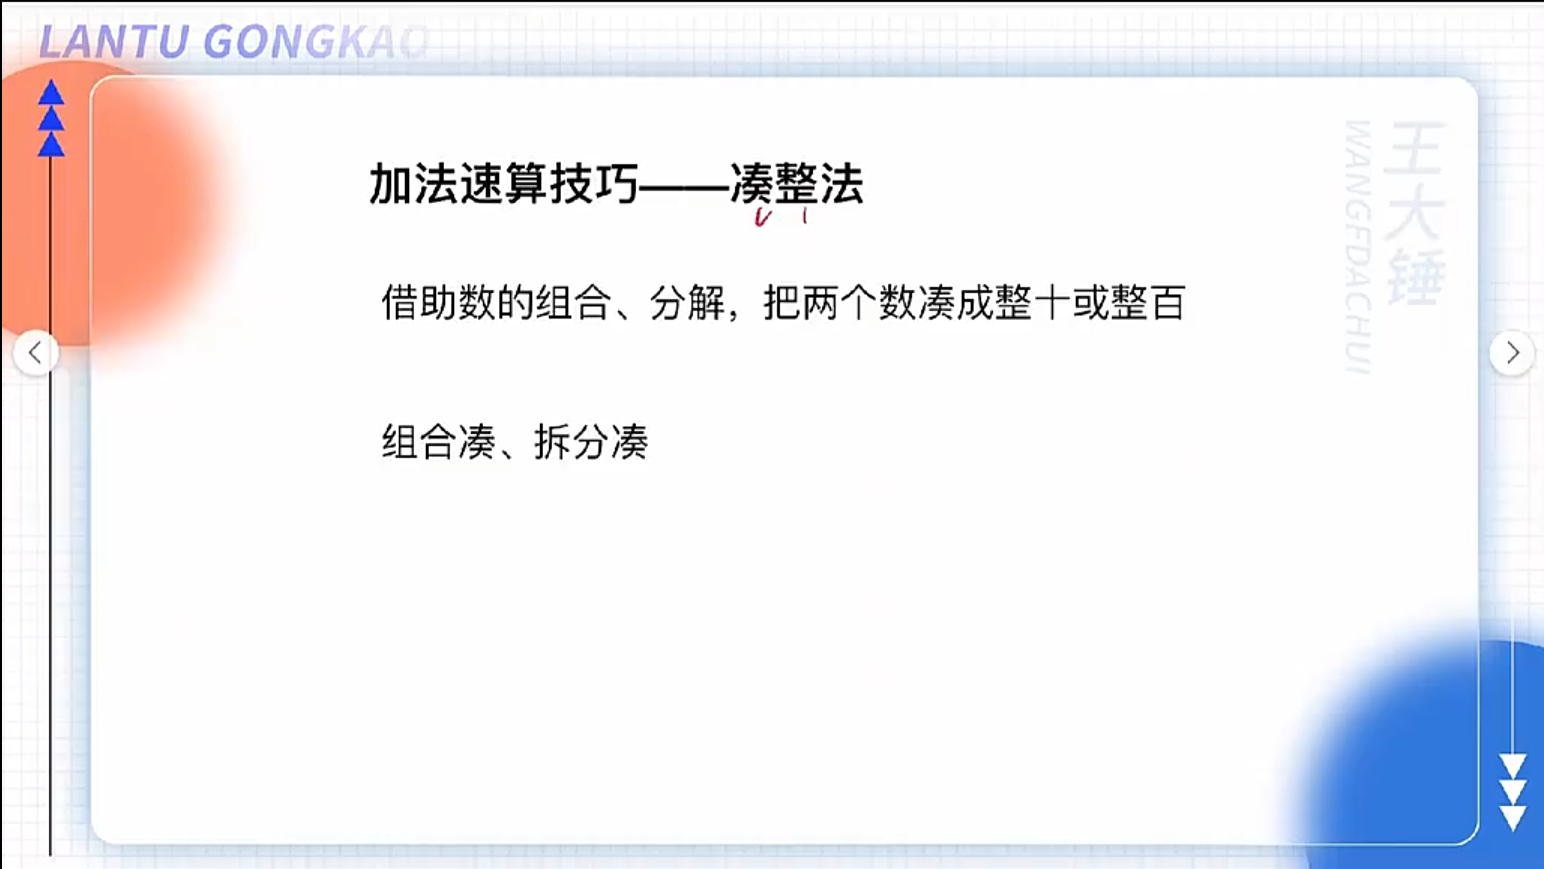 LANTU GONGKAO
加法速算技巧——凑整法
借助数的组合、分解，把两个数凑成整十或整百
组合凑、拆分凑
王大锤
WANGFDACHUI